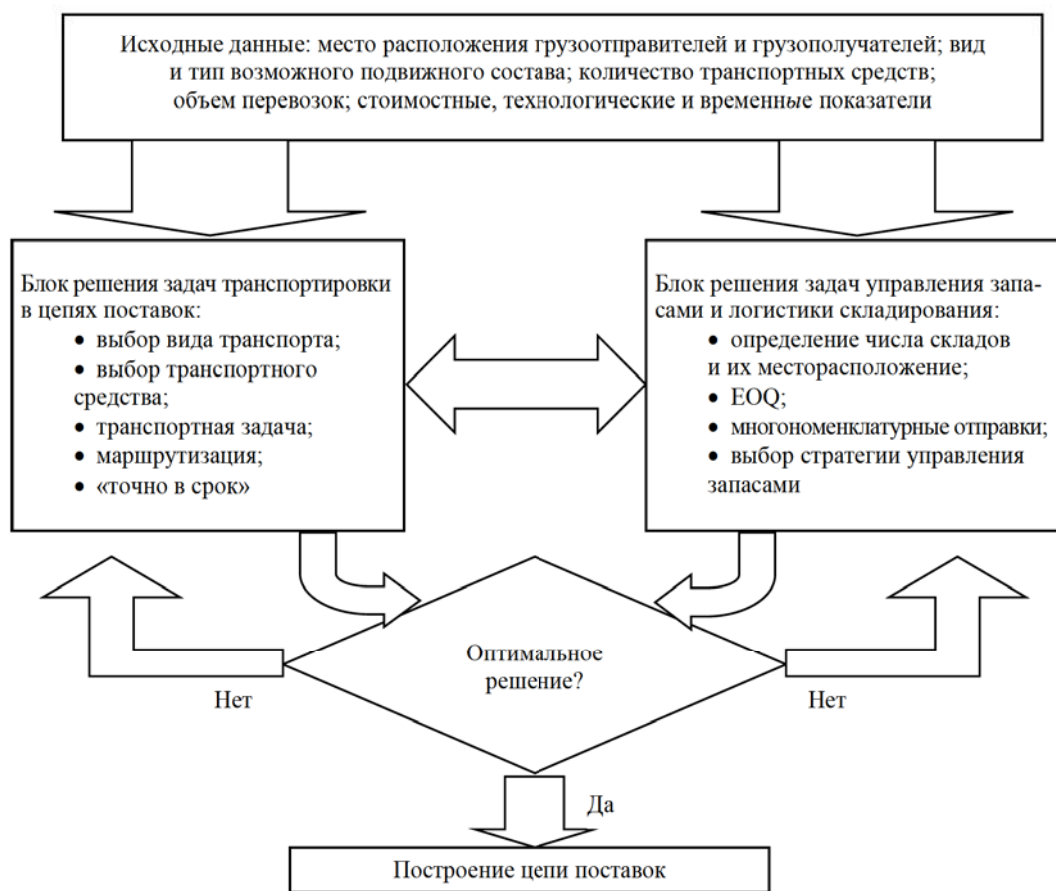 Исходные данные: место расположения грузоотправителей и грузополучателей; вид
и тип возможного подвижного состава; количество транспортных средств;
объем перевозок; стоимостные, технологические и временные показатели
Блок решения задач транспортировки
в цепях поставок:
• выбор вида транспорта;
• выбор транспортного
средства;
• транспортная задача;
• маршрутизация;
• «точно в срок»
Блок решения задач управления запа-
сами и логистики складирования:
• определение числа складов
и их месторасположение;
• EOQ;
• многономенклатурные отправки;
• выбор стратегии управления
запасами
Оптимальное
решение?
Нет
Нет
Да
Построение цепи поставок